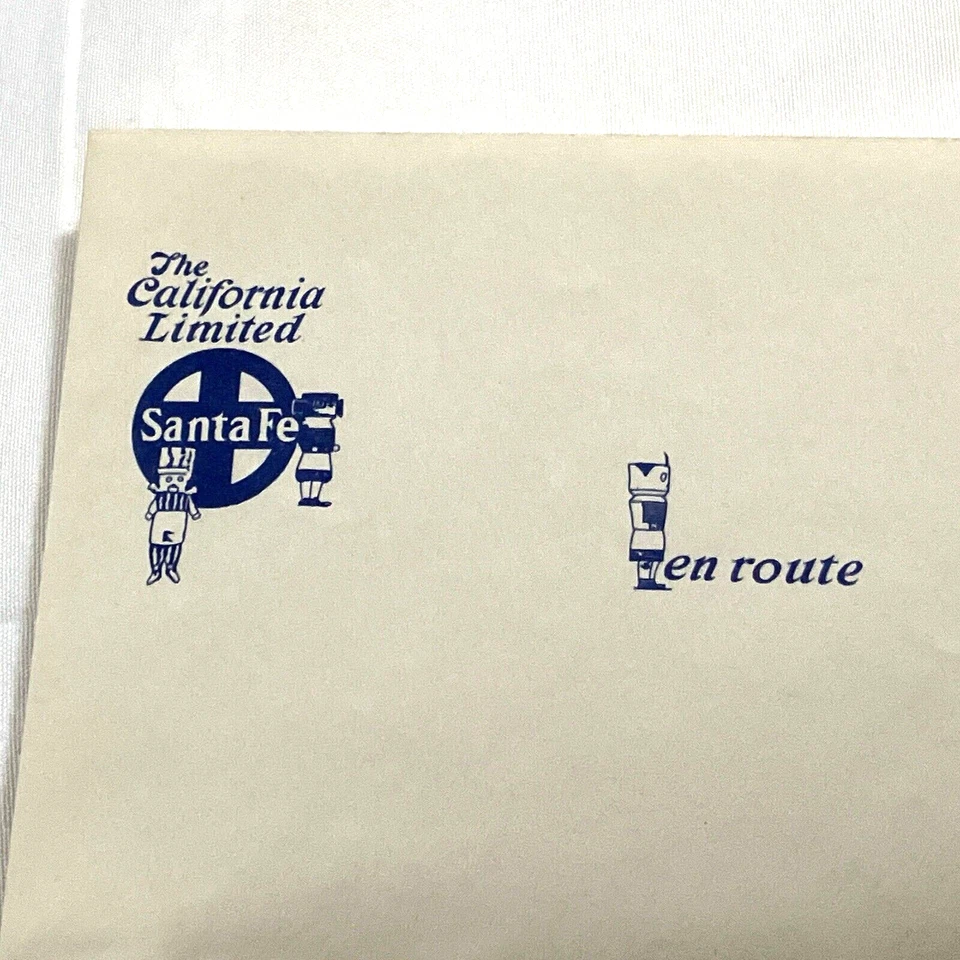 The
California
Limited
Santa Fe
en route